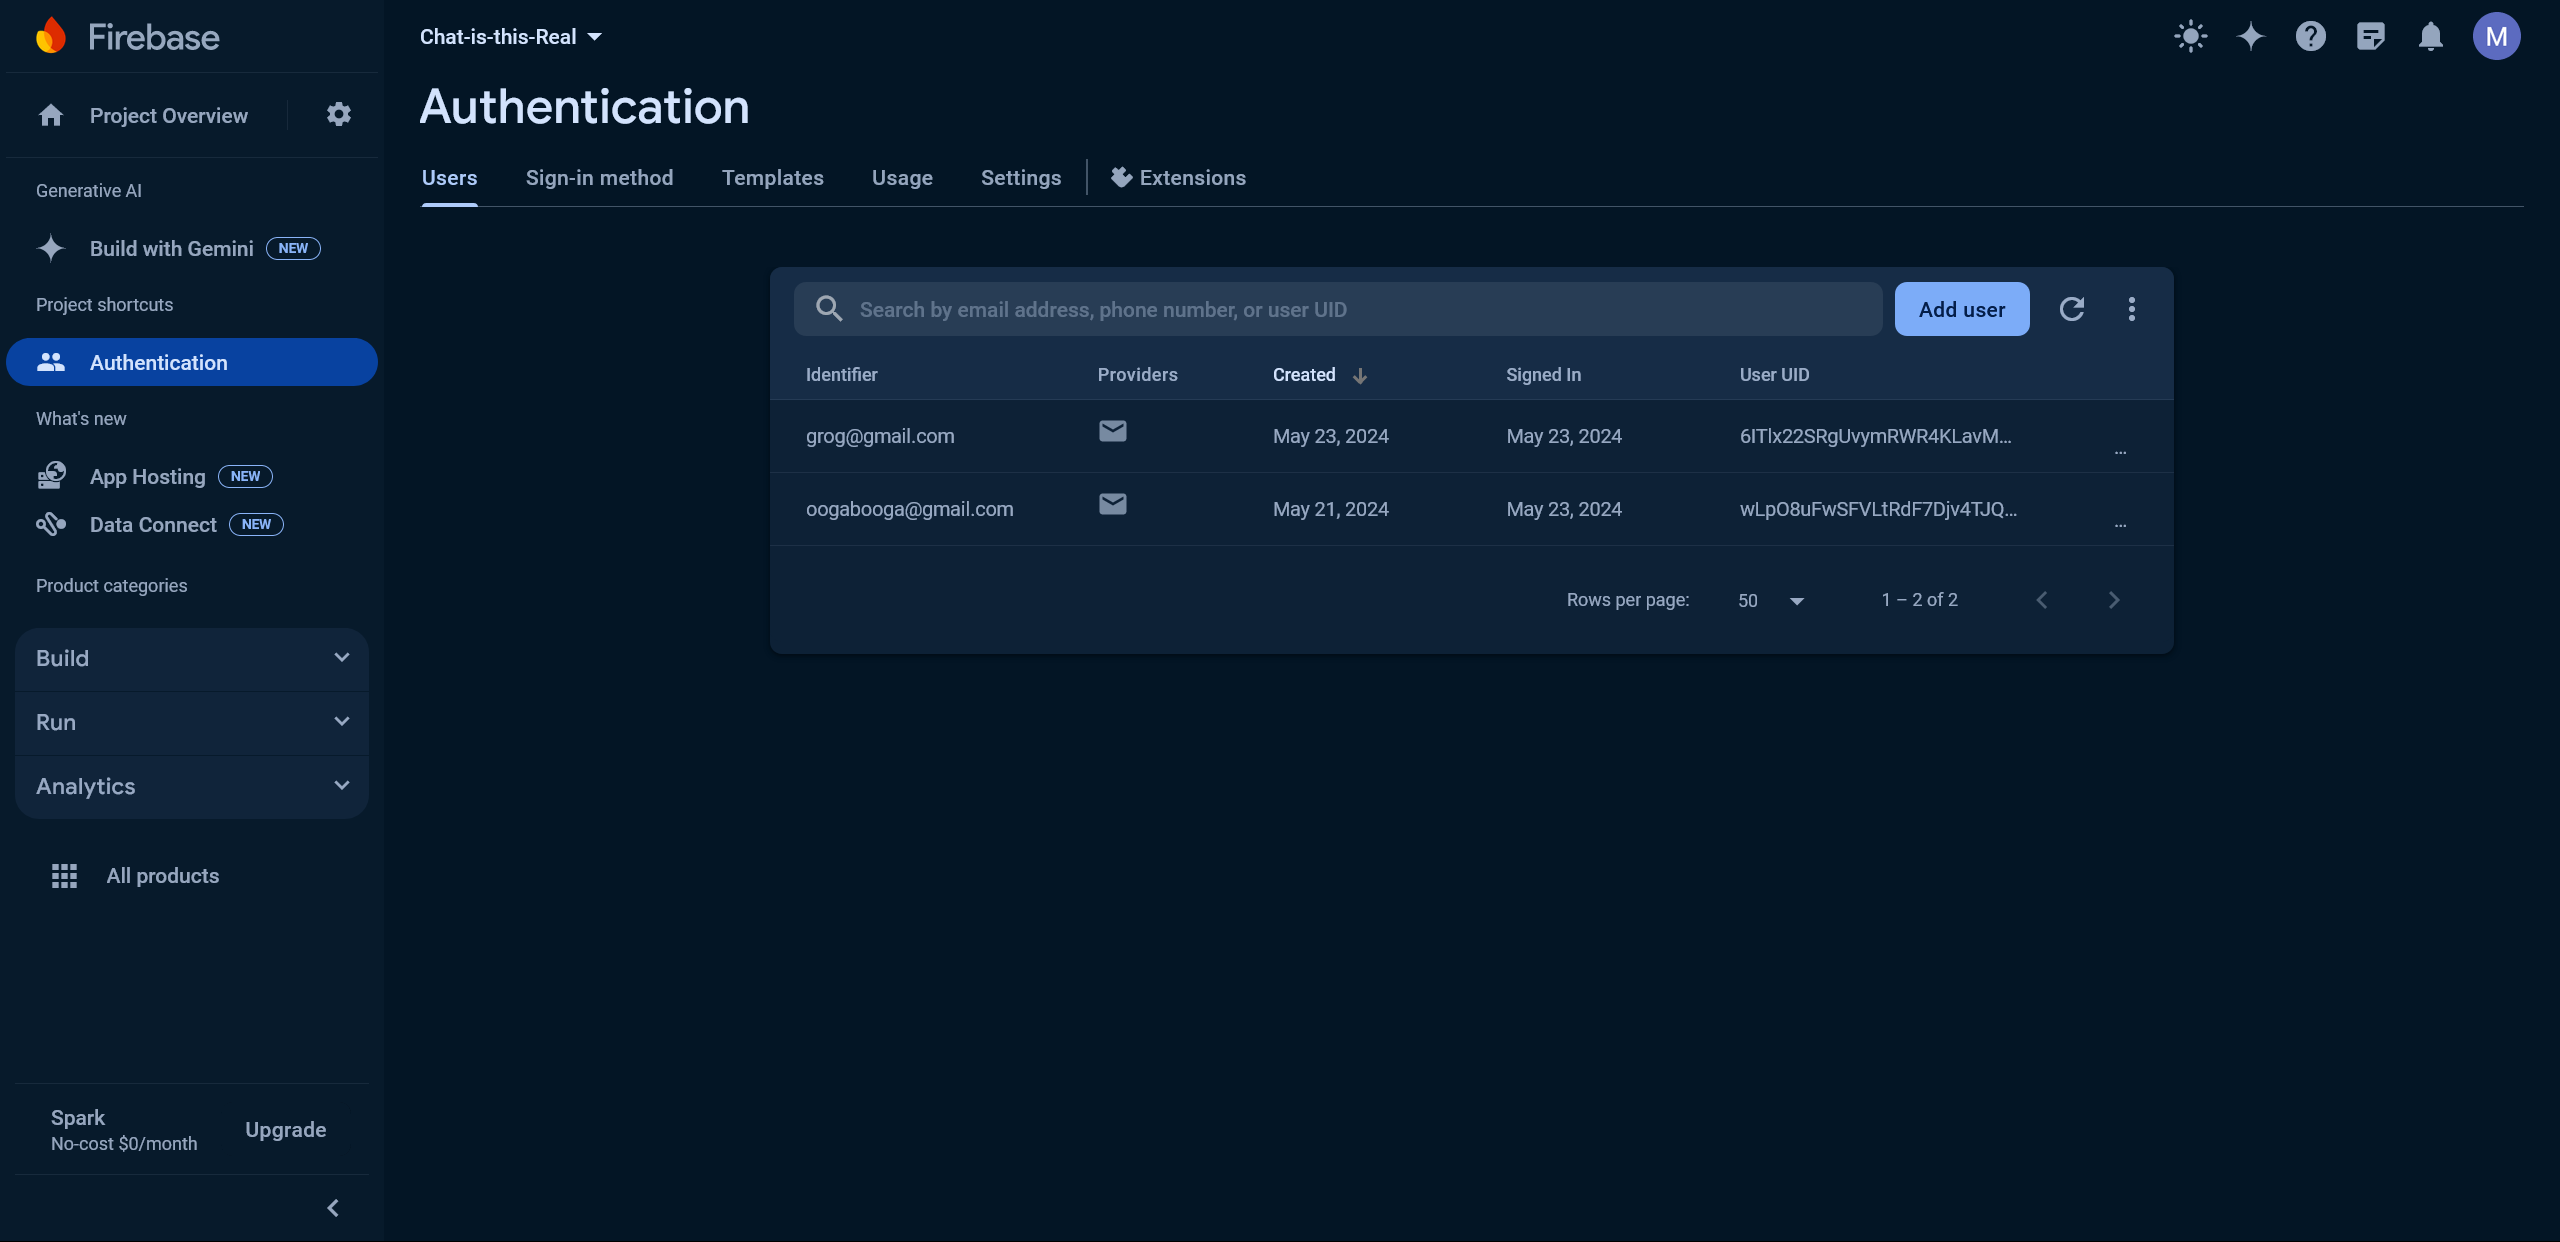 Firebase
Project Overview
Generative AI
Build with Gemini NEW
Project shortcuts
Authentication
What's new
App Hosting NEW
Data Connect NEW
Product categories
Build
Run
Analytics
All products
Spark
No-cost $0/month
Upgrade
Chat-is-this-Real
M
Authentication
Users Sign-in method Templates Usage Settings Extensions
Search by email address, phone number, or user UID
Add user
Identifier Providers Created Signed In User UID
grog@gmail.com May 23, 2024 May 23, 2024 6ITlx22SRgUvymRWR4KLavM... ...
oogabooga@gmail.com May 21, 2024 May 23, 2024 wLpO8uFwSFVLtRdF7Djv4TJQ... ...
Rows per page: 50 1 – 2 of 2